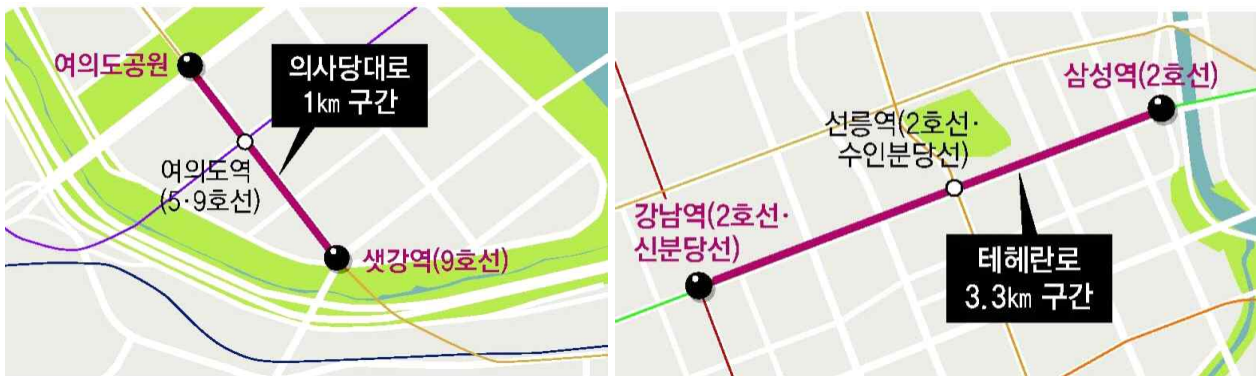 여의도공원
의사당대로
1㎞ 구간
여의도역
(5·9호선)
샛강역(9호선)
삼성역(2호선)
선릉역(2호선·
수인분당선)
강남역(2호선·
신분당선)
테헤란로
3.3㎞ 구간